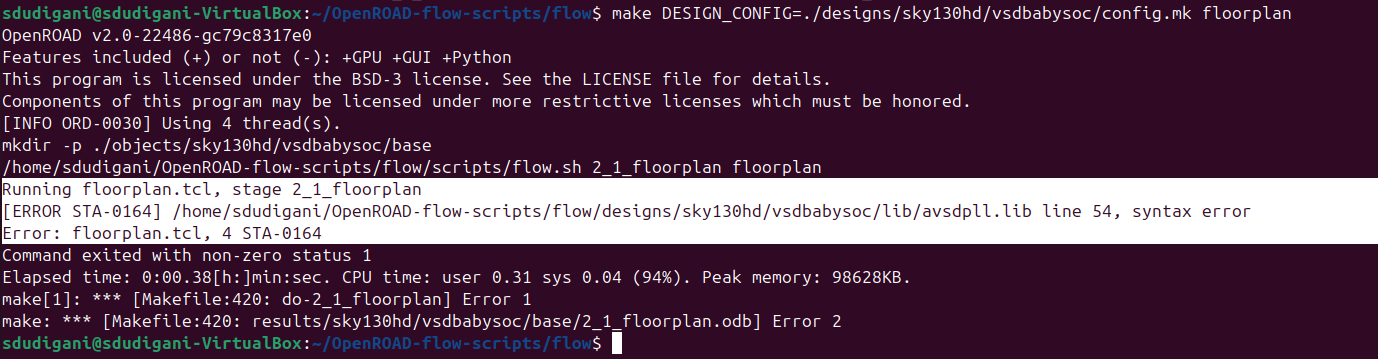 sdudigani@sdudigani-VirtualBox:~/OpenROAD-flow-scripts/flow$ make DESIGN_CONFIG=./designs/sky130hd/vsdbabysoc/config.mk floorplan
OpenROAD v2.0-22486-gc79c8317e0
Features included (+) or not (-): +GPU +GUI +Python
This program is licensed under the BSD-3 license. See the LICENSE file for details.
Components of this program may be licensed under more restrictive licenses which must be honored.
[INFO ORD-0030] Using 4 thread(s).
mkdir -p ./objects/sky130hd/vsdbabysoc/base
/home/sdudigani/OpenROAD-flow-scripts/flow/scripts/flow.sh 2_1_floorplan floorplan
Running floorplan.tcl, stage 2_1_floorplan
[ERROR STA-0164] /home/sdudigani/OpenROAD-flow-scripts/flow/designs/sky130hd/vsdbabysoc/lib/avsdpll.lib line 54, syntax error
Error: floorplan.tcl, 4 STA-0164
Command exited with non-zero status 1
Elapsed time: 0:00.38[h:]min:sec. CPU time: user 0.31 sys 0.04 (94%). Peak memory: 98628KB.
make[1]: *** [Makefile:420: do-2_1_floorplan] Error 1
make: *** [Makefile:420: results/sky130hd/vsdbabysoc/base/2_1_floorplan.odb] Error 2
sdudigani@sdudigani-VirtualBox:~/OpenROAD-flow-scripts/flow$